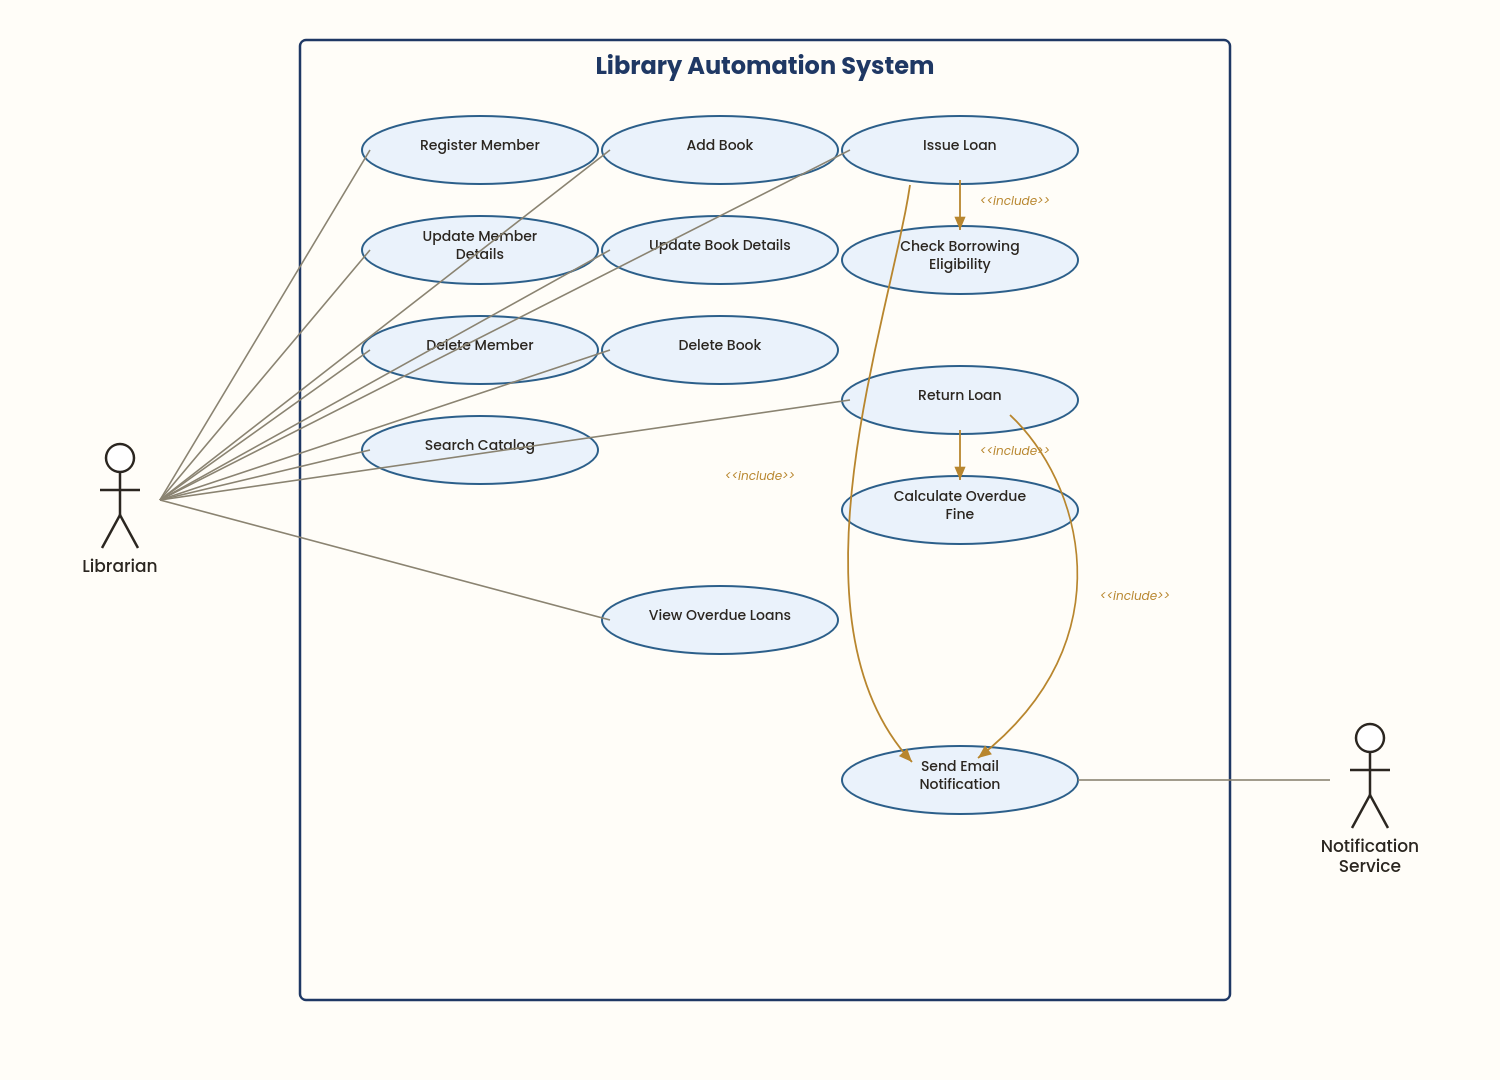 Library Automation System
Register Member
Add Book
Issue Loan
<<include>>
Update Member
Details
Update Book Details
Check Borrowing
Eligibility
Delete Member
Delete Book
Return Loan
Search Catalog
<<include>>
<<include>>
Calculate Overdue
Fine
Librarian
<<include>>
View Overdue Loans
Send Email
Notification
Notification
Service